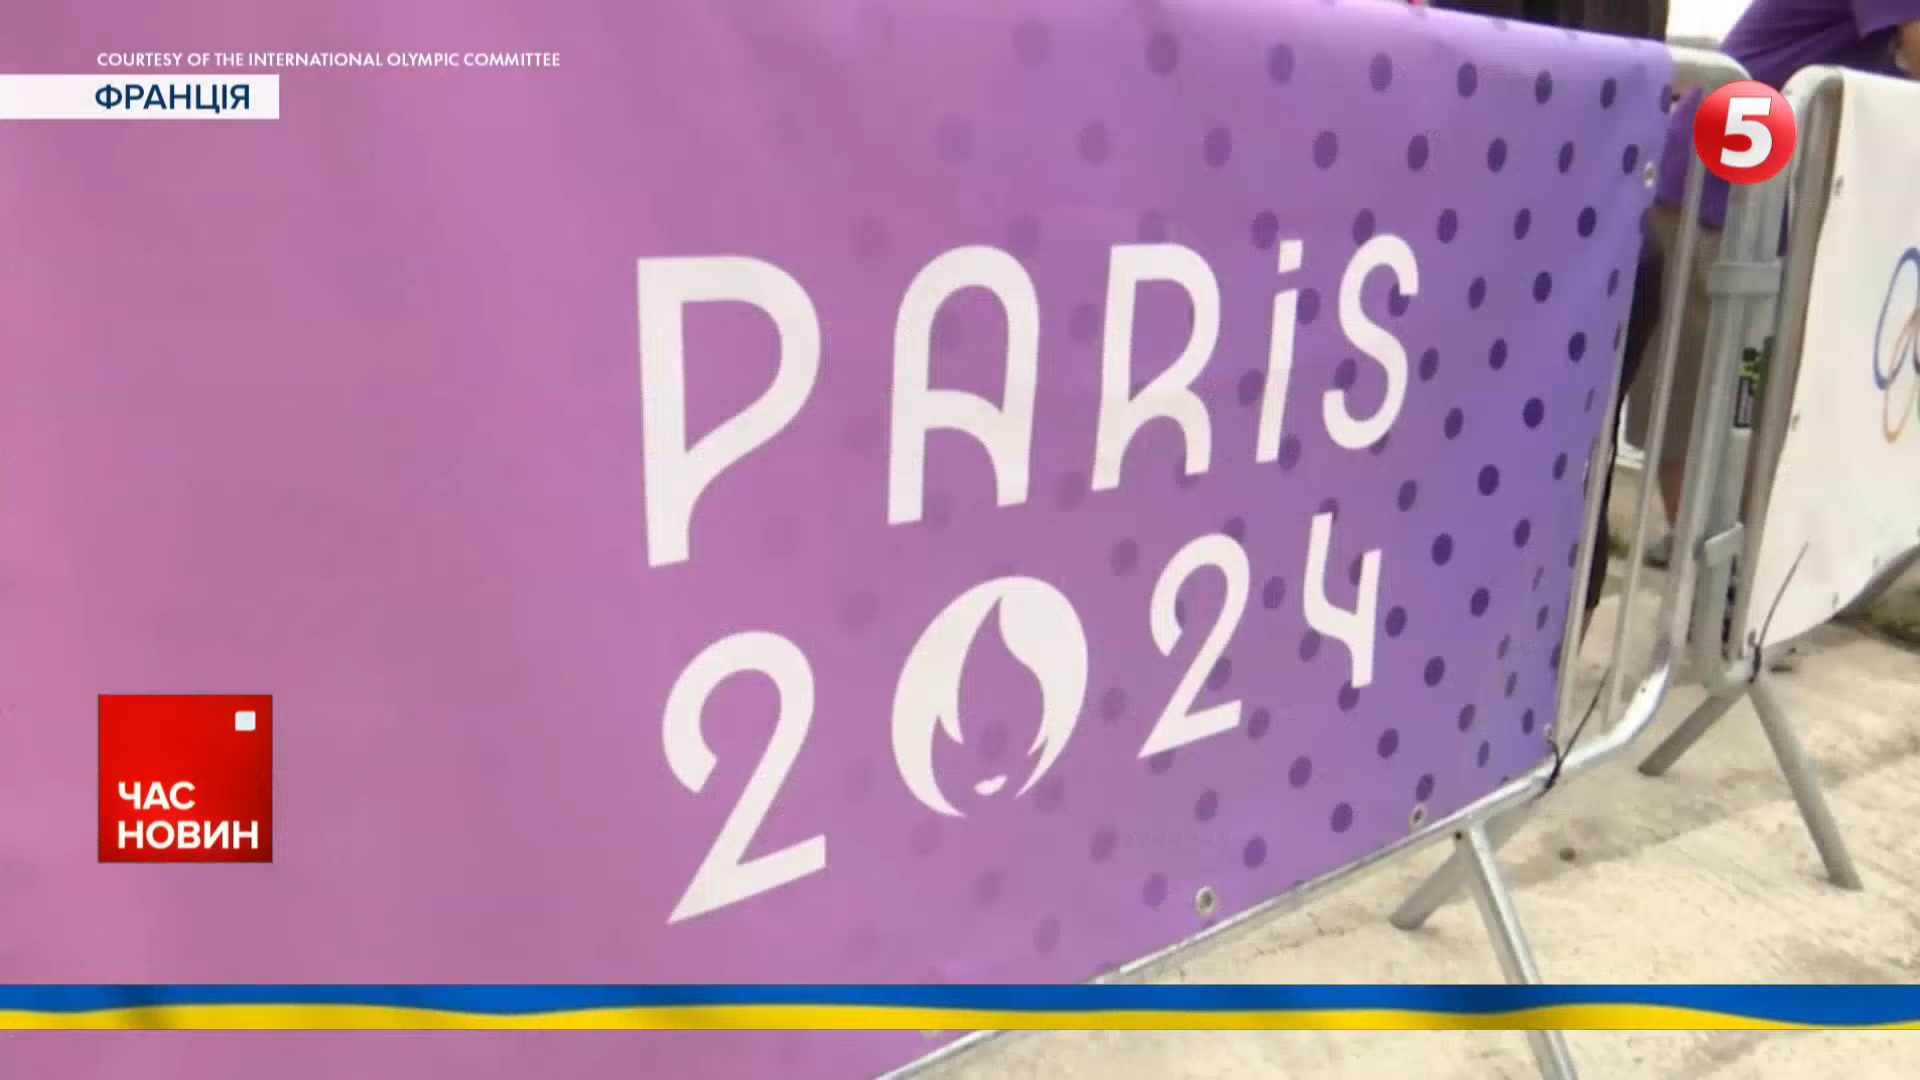 COURTESY OF THE INTERNATIONAL OLYMPIC COMMITTEE
ФРАНЦІЯ
5
PARiS
2024
ЧАС
НОВИН